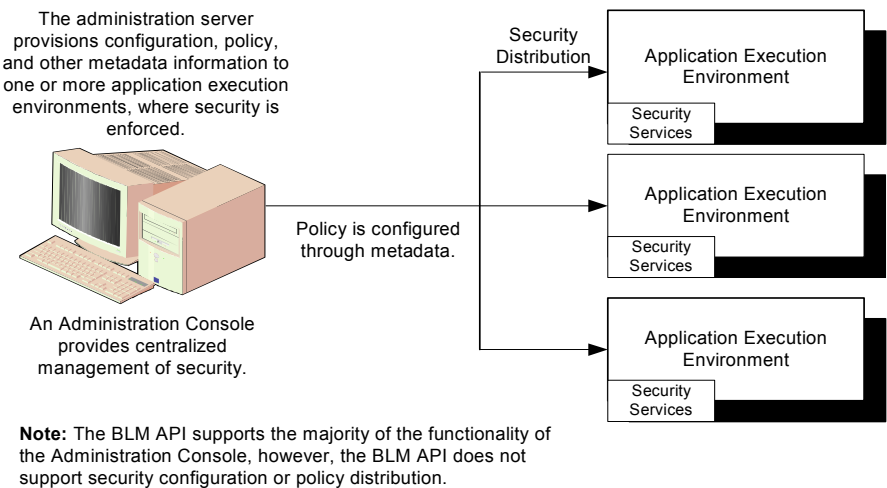 The administration server
provisions configuration, policy,
and other metadata information to
one or more application execution
environments, where security is
enforced.
An Administration Console
provides centralized
management of security.
Policy is configured
through metadata.
Security
Distribution
Application Execution
Environment
Security
Services
Application Execution
Environment
Security
Services
Application Execution
Environment
Security
Services
Note: The BLM API supports the majority of the functionality of
the Administration Console, however, the BLM API does not
support security configuration or policy distribution.